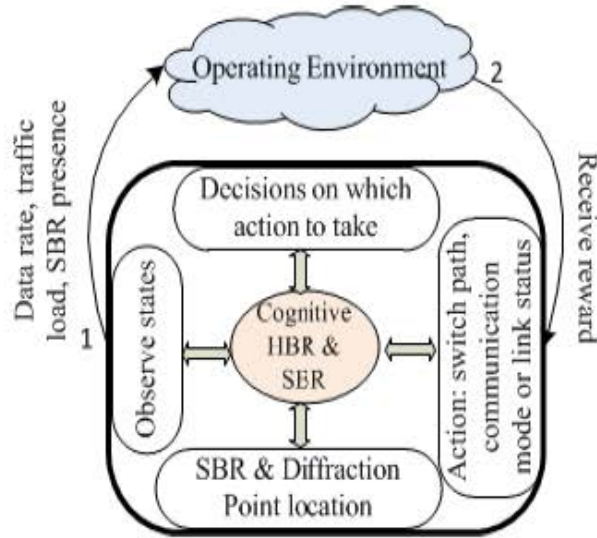 Operating Environment
2
Data rate, traffic
load, SBR presence
1
Receive reward
Decisions on which
action to take
Observe states
Cognitive
HBR &
SBR
Action: switch path,
communication
mode or link status
SBR & Diffraction
Point location